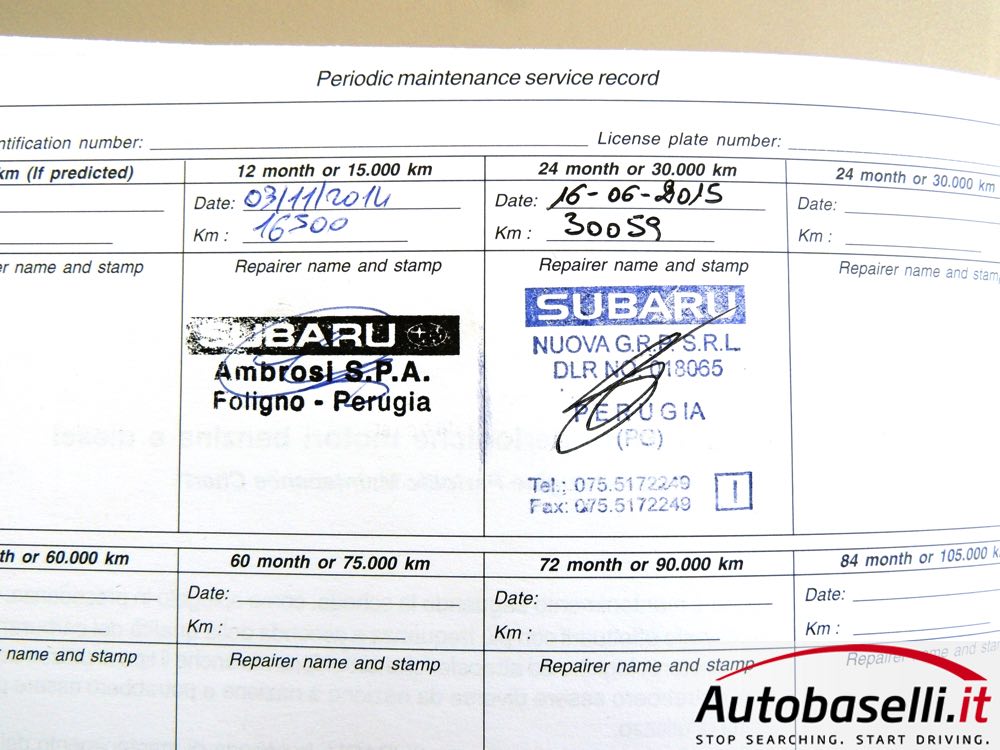 Periodic maintenance service record
ntification number: License plate number:
km (If predicted) 12 month or 15.000 km 24 month or 30.000 km 24 month or 30.000 km
Date: 03/11/2014 Date: 16-06-2015 Date:
Km : 16500 Km : 30059 Km :
er name and stamp Repairer name and stamp Repairer name and stamp Repairer name and stamp
SUBARU
Ambrosi S.P.A.
Foligno - Perugia
SUBARU
NUOVA G.R.P. S.R.L.
DLR NO. 018065
PERUGIA
(PG)
Tel.: 075.5172249
Fax: 075.5172249
I
th or 60.000 km 60 month or 75.000 km 72 month or 90.000 km 84 month or 105.000 k
Date: Date: Date:
Km : Km : Km :
er name and stamp Repairer name and stamp Repairer name and stamp Repairer name and sta
Autobaselli.it
STOP SEARCHING. START DRIVING.